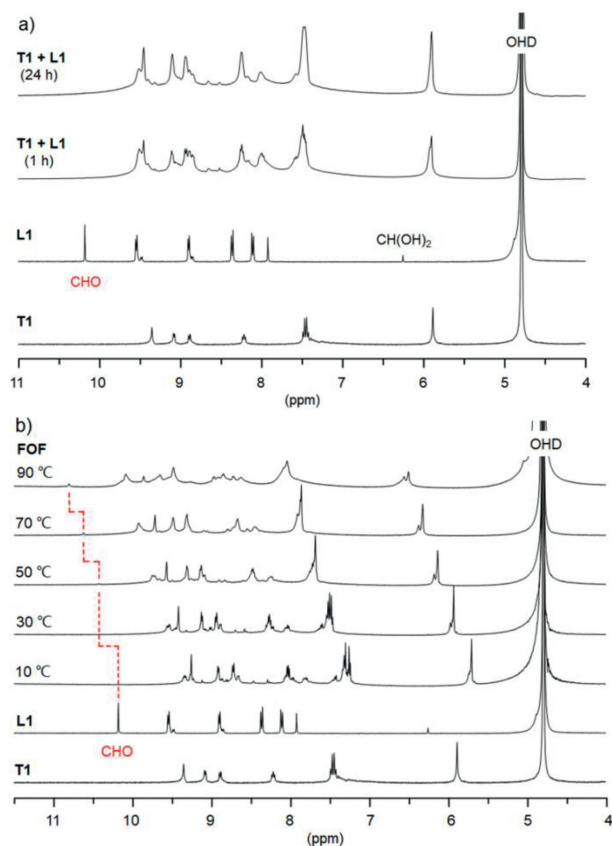 a)
OHD
T1 + L1
(24 h)
T1 + L1
(1 h)
L1
CH(OH)2
CHO
T1
11 10 9 8 7 6 5 4
(ppm)
b)
FOF
OHD
90 ℃
70 ℃
50 ℃
30 ℃
10 ℃
L1
CHO
T1
11 10 9 8 7 6 5 4
(ppm)